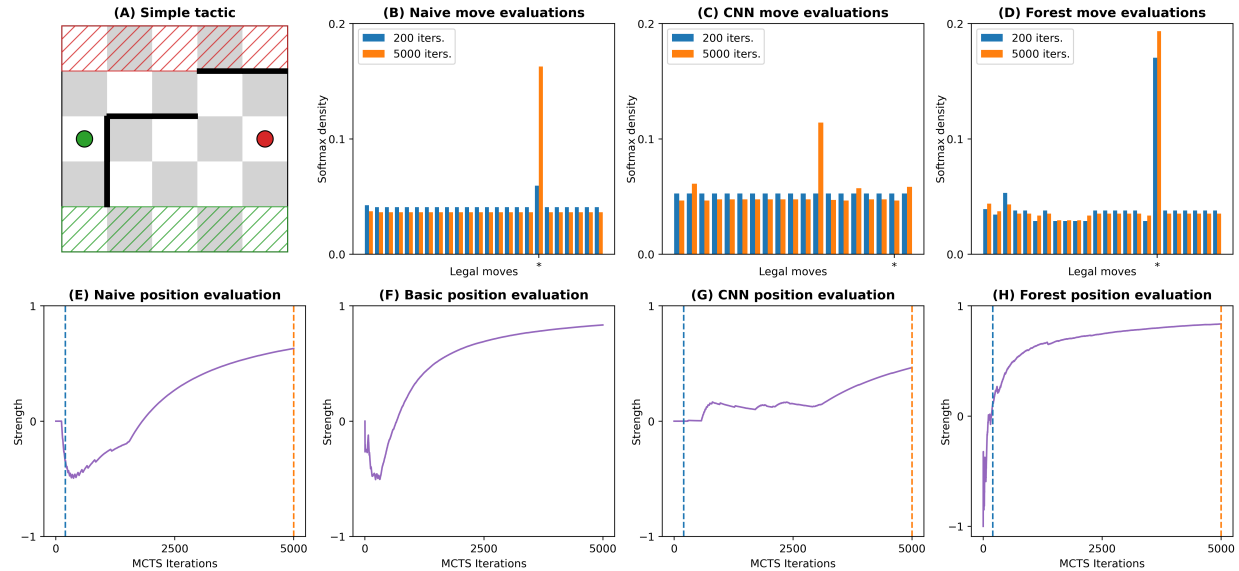 (A) Simple tactic
(B) Naive move evaluations
0.2
0.1
0.0
Softmax density
200 iters.
5000 iters.
*
Legal moves
(C) CNN move evaluations
0.2
0.1
0.0
Softmax density
200 iters.
5000 iters.
*
Legal moves
(D) Forest move evaluations
0.2
0.1
0.0
Softmax density
200 iters.
5000 iters.
*
Legal moves
(E) Naive position evaluation
1
0
−1
Strength
0
2500
5000
MCTS Iterations
(F) Basic position evaluation
1
0
−1
Strength
0
2500
5000
MCTS Iterations
(G) CNN position evaluation
1
0
−1
Strength
0
2500
5000
MCTS Iterations
(H) Forest position evaluation
1
0
−1
Strength
0
2500
5000
MCTS Iterations